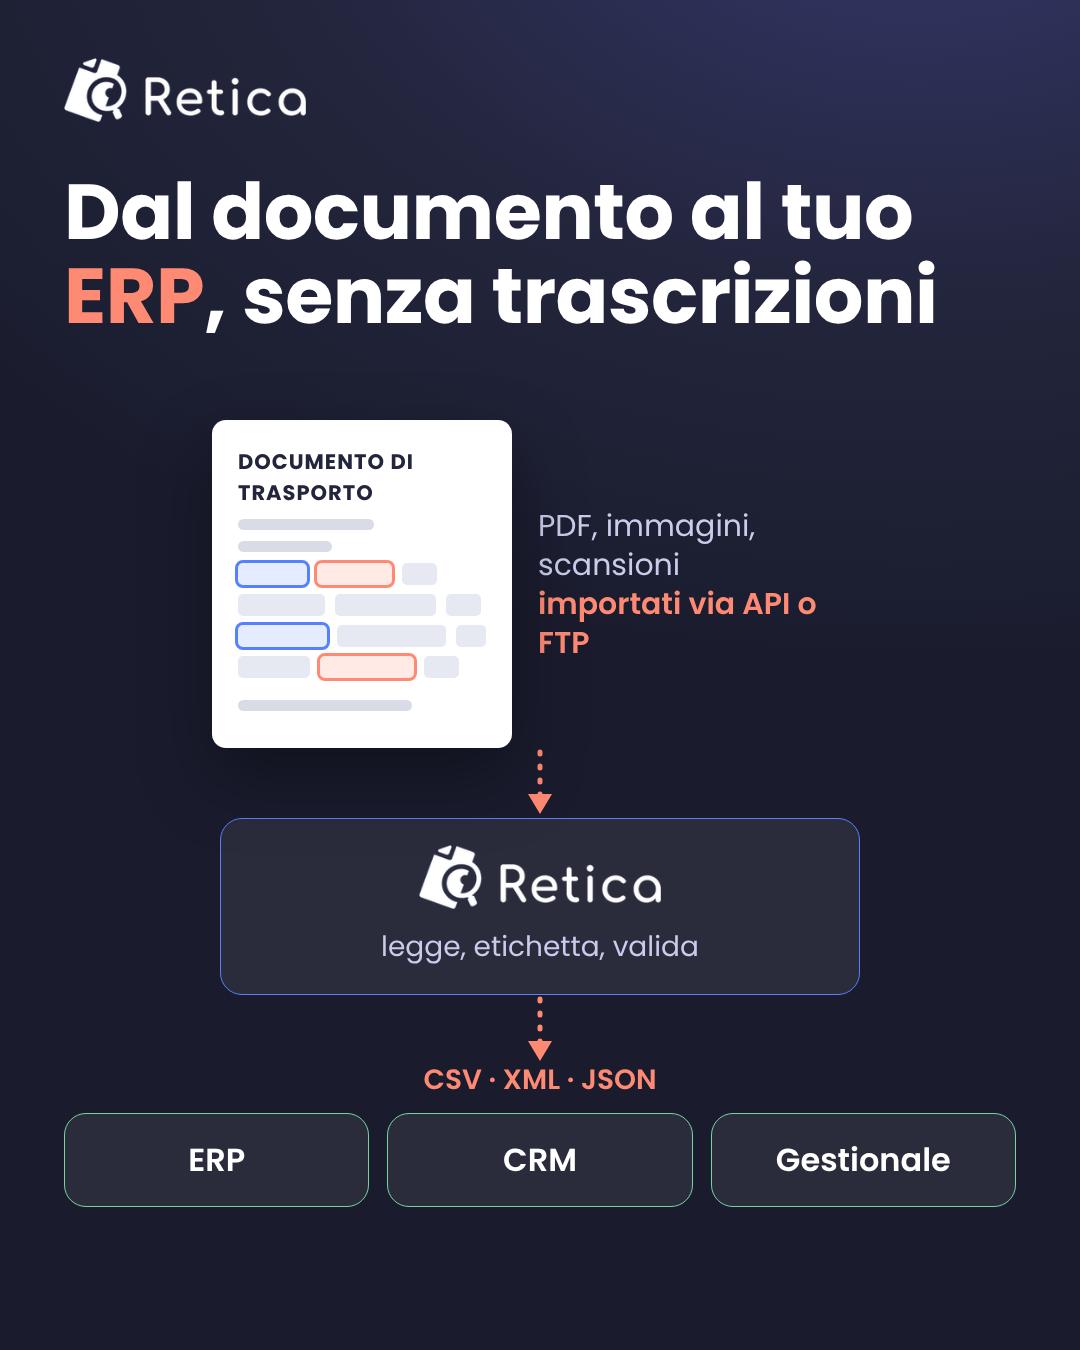 Retica
Dal documento al tuo
ERP, senza trascrizioni
DOCUMENTO DI
TRASPORTO
PDF, immagini,
scansioni
importati via API o
FTP
Retica
legge, etichetta, valida
CSV · XML · JSON
ERP
CRM
Gestionale